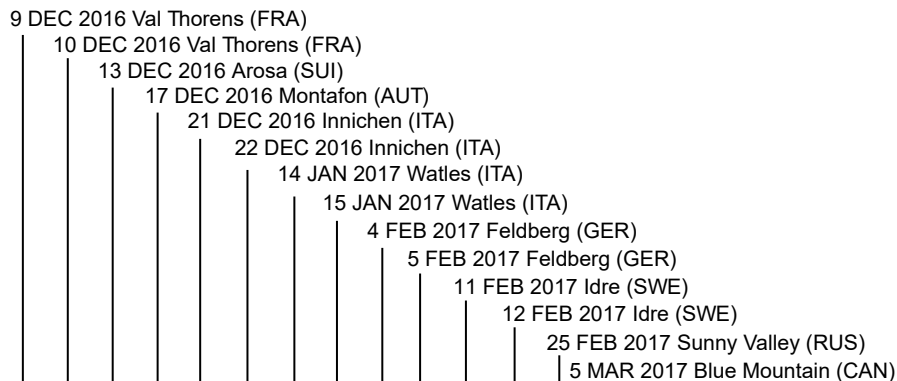 9 DEC 2016 Val Thorens (FRA)
10 DEC 2016 Val Thorens (FRA)
13 DEC 2016 Arosa (SUI)
17 DEC 2016 Montafon (AUT)
21 DEC 2016 Innichen (ITA)
22 DEC 2016 Innichen (ITA)
14 JAN 2017 Watles (ITA)
15 JAN 2017 Watles (ITA)
4 FEB 2017 Feldberg (GER)
5 FEB 2017 Feldberg (GER)
11 FEB 2017 Idre (SWE)
12 FEB 2017 Idre (SWE)
25 FEB 2017 Sunny Valley (RUS)
5 MAR 2017 Blue Mountain (CAN)